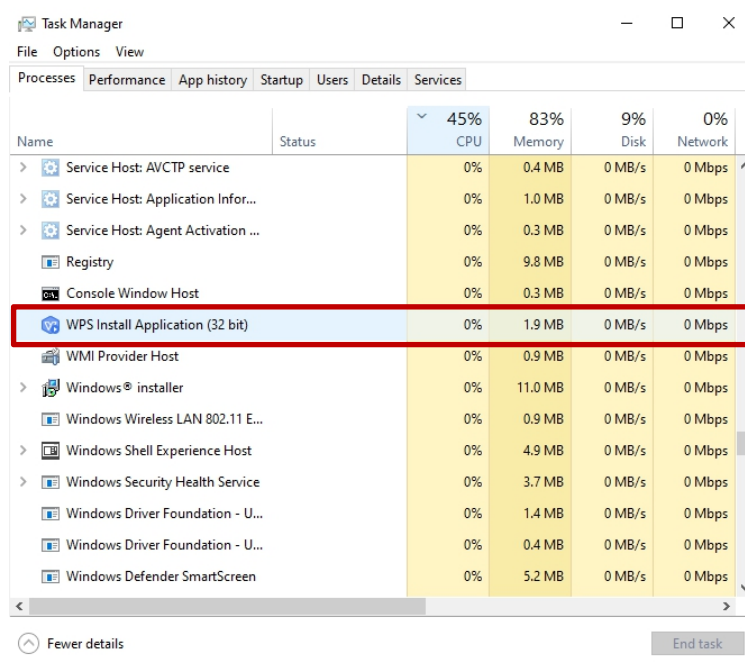 Task Manager
File Options View
Processes Performance App history Startup Users Details Services
45% 83% 9% 0%
Name Status CPU Memory Disk Network
Service Host: AVCTP service 0% 0.4 MB 0 MB/s 0 Mbps
Service Host: Application Infor... 0% 1.0 MB 0 MB/s 0 Mbps
Service Host: Agent Activation ... 0% 0.3 MB 0 MB/s 0 Mbps
Registry 0% 9.8 MB 0 MB/s 0 Mbps
Console Window Host 0% 0.3 MB 0 MB/s 0 Mbps
WPS Install Application (32 bit) 0% 1.9 MB 0 MB/s 0 Mbps
WMI Provider Host 0% 0.9 MB 0 MB/s 0 Mbps
Windows® installer 0% 11.0 MB 0 MB/s 0 Mbps
Windows Wireless LAN 802.11 E... 0% 0.9 MB 0 MB/s 0 Mbps
Windows Shell Experience Host 0% 4.9 MB 0 MB/s 0 Mbps
Windows Security Health Service 0% 3.7 MB 0 MB/s 0 Mbps
Windows Driver Foundation - U... 0% 1.4 MB 0 MB/s 0 Mbps
Windows Driver Foundation - U... 0% 0.4 MB 0 MB/s 0 Mbps
Windows Defender SmartScreen 0% 5.2 MB 0 MB/s 0 Mbps
Fewer details End task